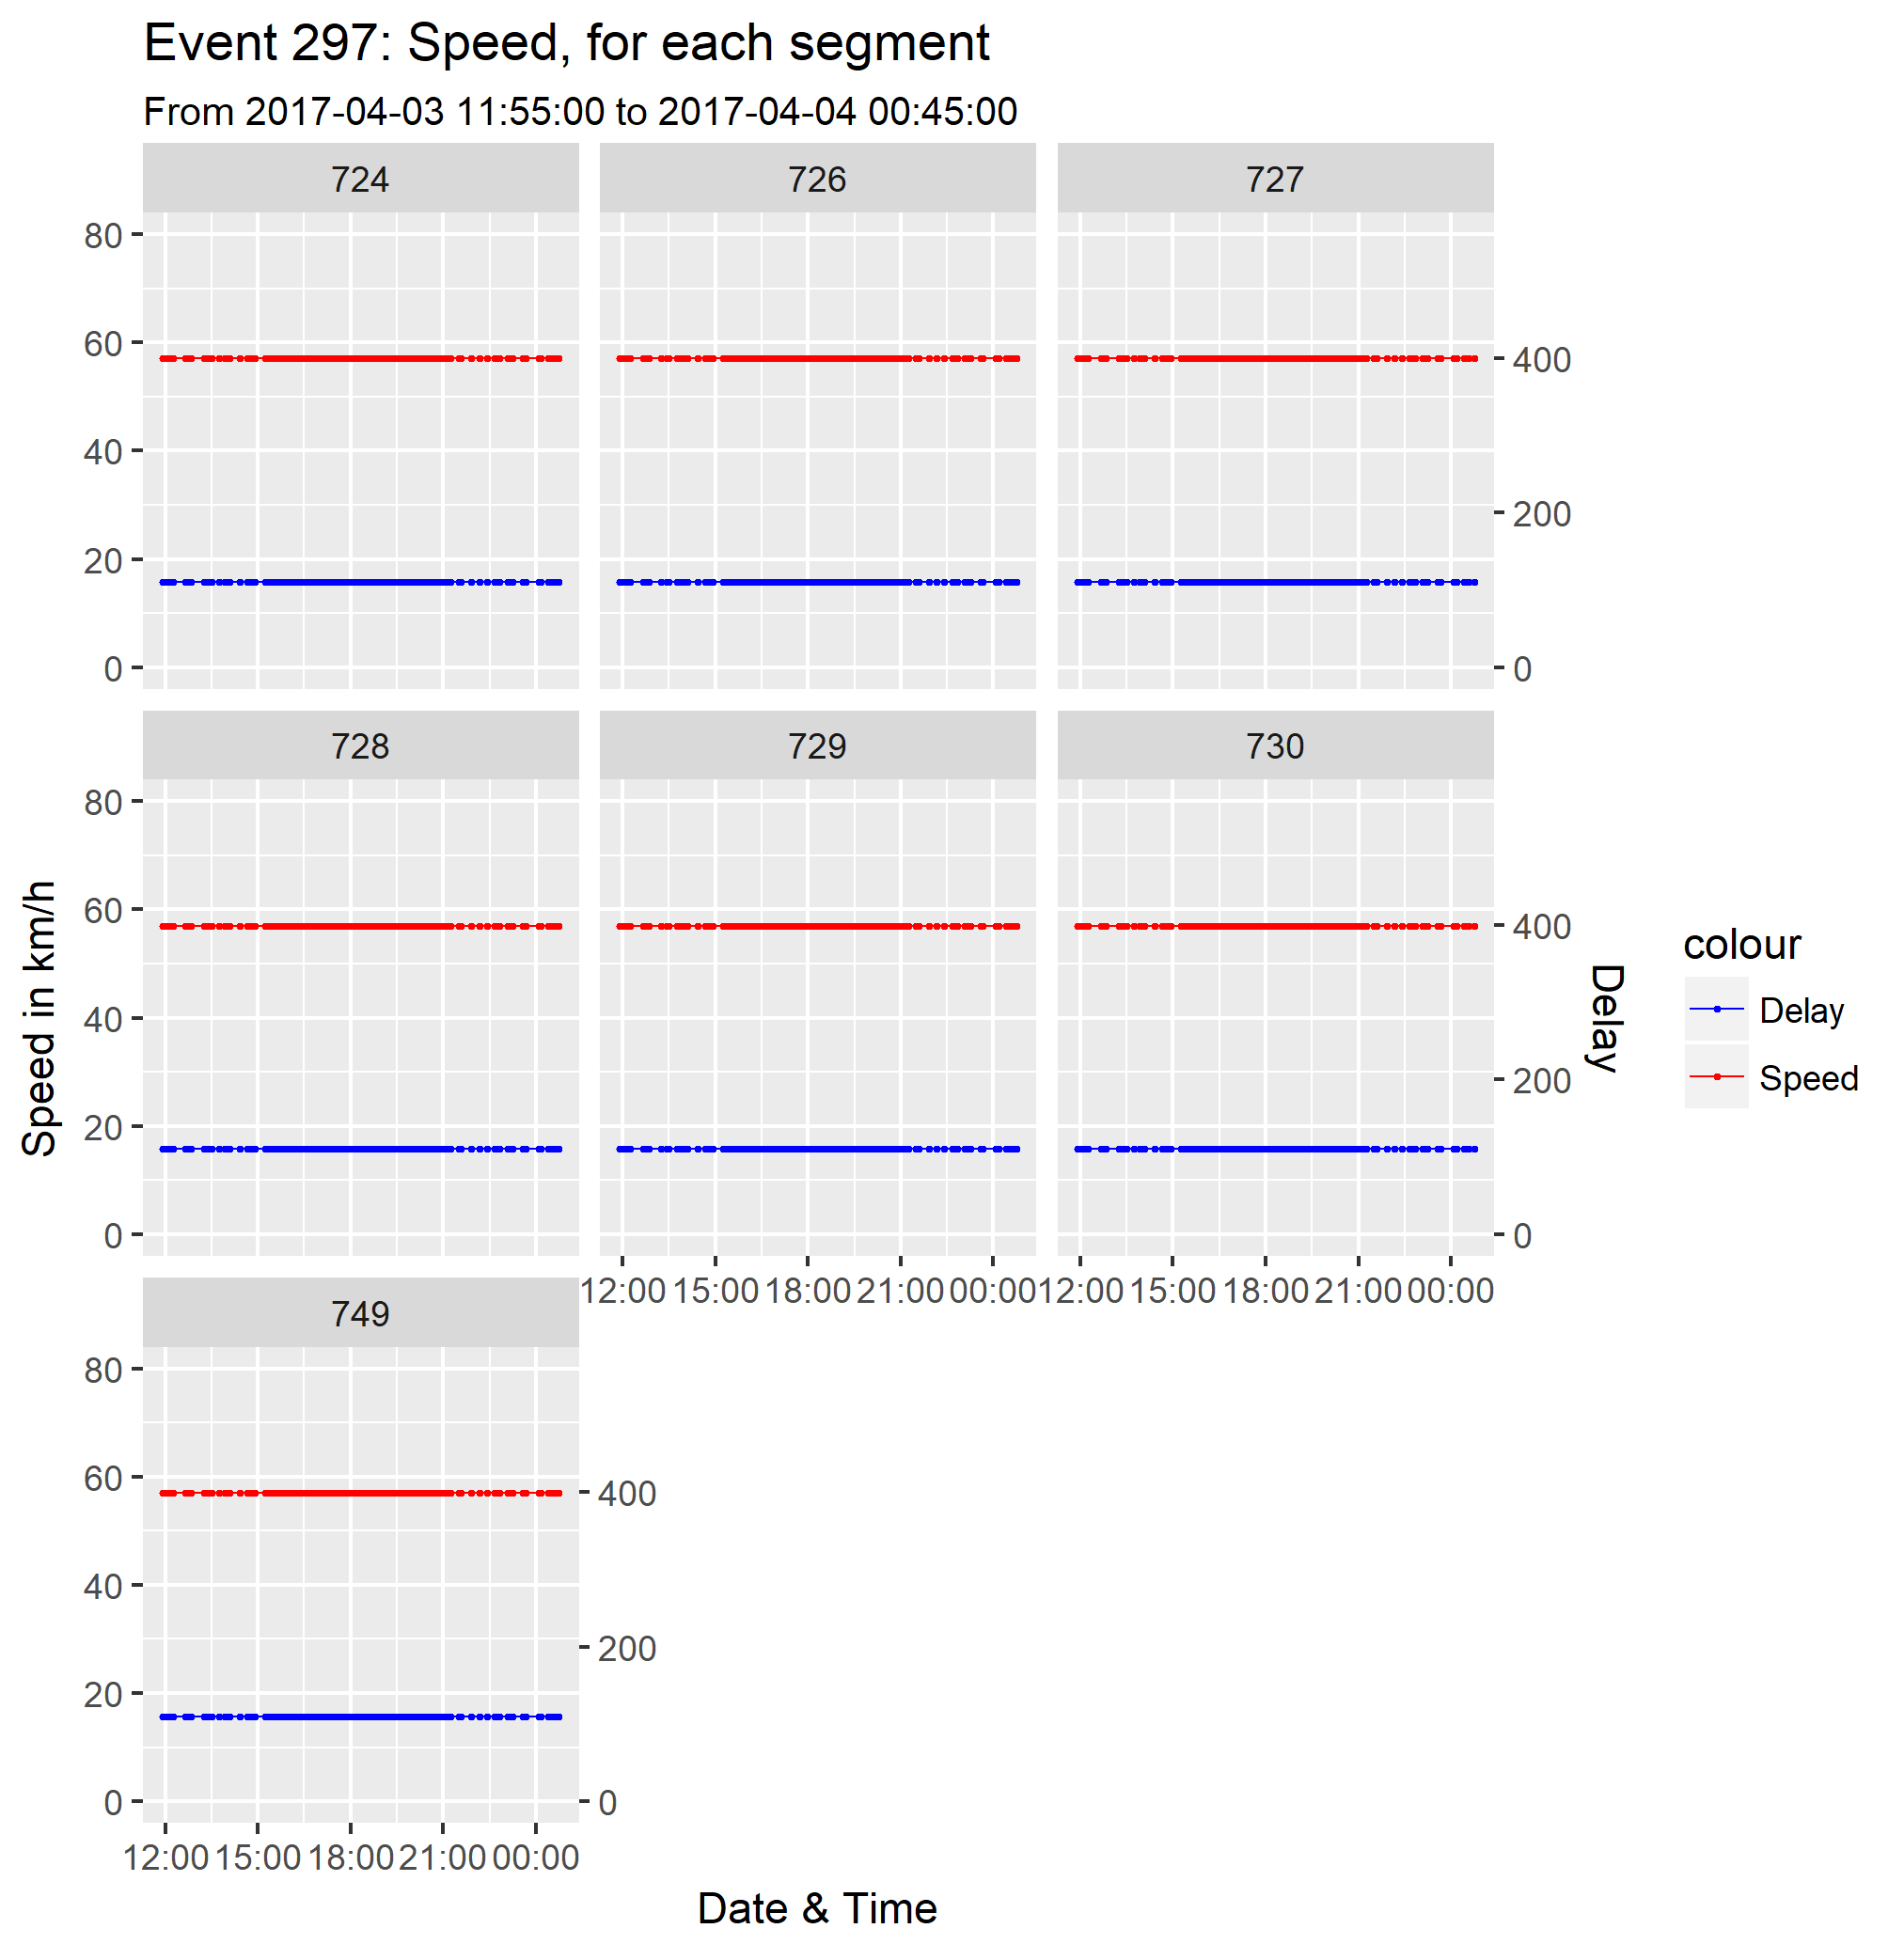 Event 297: Speed, for each segment
From 2017-04-03 11:55:00 to 2017-04-04 00:45:00
724 726 727
80
60
40
20
0
400
200
0
728 729 730
80
60
40
20
0
400
200
0
Speed in km/h
Delay
colour
Delay
Speed
12:00 15:00 18:00 21:00 00:00 12:00 15:00 18:00 21:00 00:00
749
80
60
40
20
0
400
200
0
12:00 15:00 18:00 21:00 00:00
Date & Time